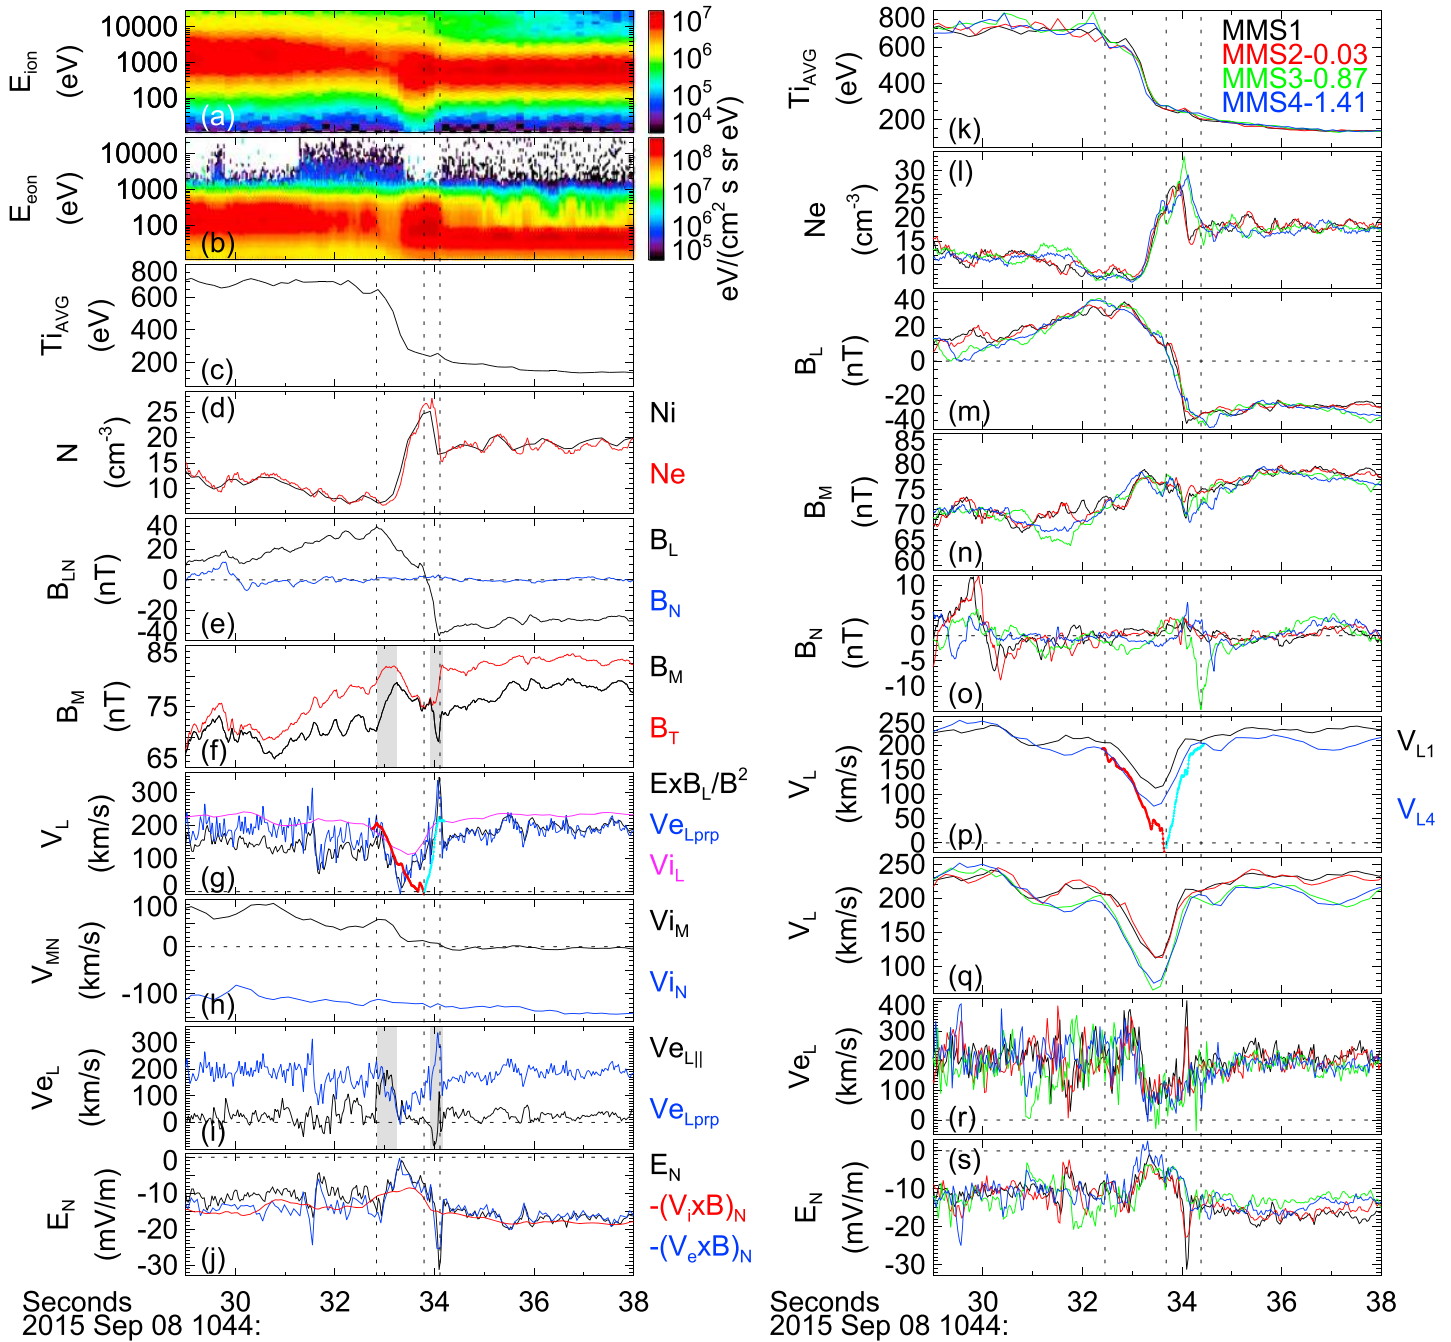 E_ion (eV)
10000
1000
100
(a)
10^7
10^6
10^5
10^4
E_eon (eV)
10000
1000
100
(b)
10^8
10^7
10^6
10^5
eV/(cm^2 s sr eV)
Ti_AVG (eV)
800
600
400
200
(c)
N (cm^-3)
25
20
15
10
(d)
Ni
Ne
B_LN (nT)
40
20
0
-20
-40
(e)
B_L
B_N
B_M (nT)
85
75
65
(f)
B_M
B_T
V_L (km/s)
300
200
100
0
(g)
ExB_L/B^2
Ve_Lprp
Vi_L
V_MN (km/s)
100
0
-100
(h)
Vi_M
Vi_N
Ve_L (km/s)
300
200
100
0
(i)
Ve_L||
Ve_Lprp
E_N (mV/m)
0
-10
-20
-30
(j)
E_N
-(V_ixB)_N
-(V_exB)_N
30 32 34 36 38
Seconds
2015 Sep 08 1044:
Ti_AVG (eV)
800
600
400
200
(k)
MMS1
MMS2-0.03
MMS3-0.87
MMS4-1.41
Ne (cm^-3)
30
25
20
15
10
(l)
B_L (nT)
40
20
0
-20
-40
(m)
B_M (nT)
85
80
75
70
65
60
(n)
B_N (nT)
10
5
0
-5
-10
(o)
V_L (km/s)
250
200
150
100
50
0
(p)
V_L1
V_L4
V_L (km/s)
250
200
150
100
(q)
Ve_L (km/s)
400
300
200
100
0
(r)
E_N (mV/m)
0
-10
-20
-30
(s)
30 32 34 36 38
Seconds
2015 Sep 08 1044: